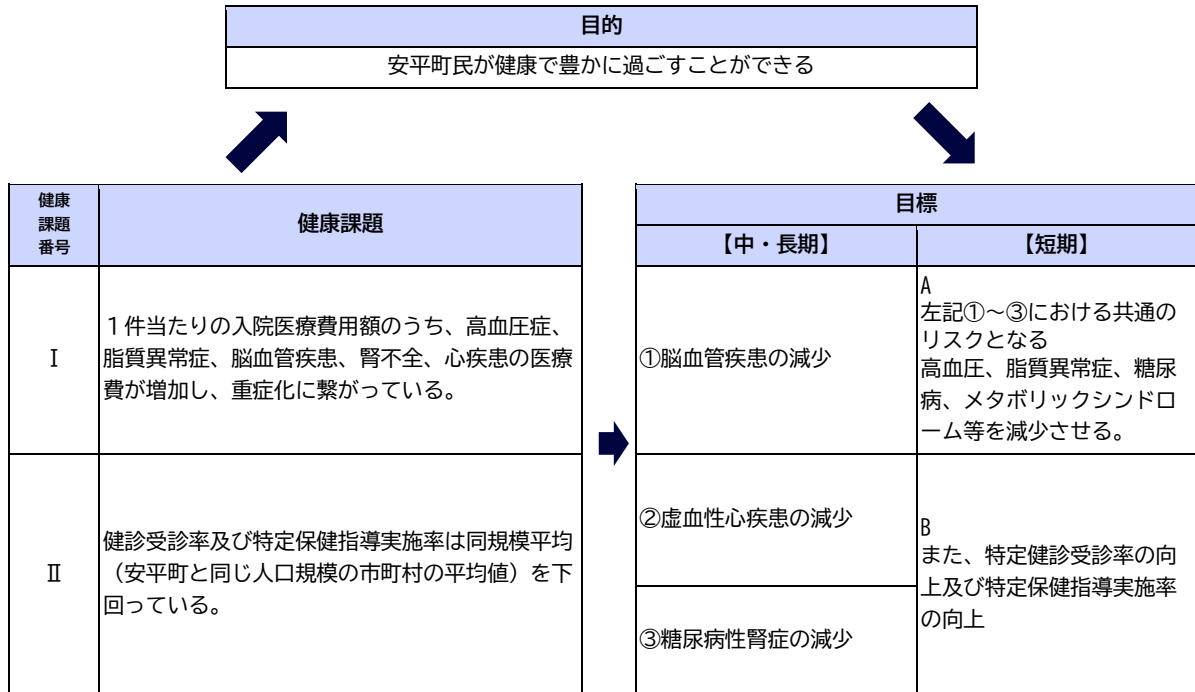 目的
安平町民が健康で豊かに過ごすことができる
健康
課題
番号
健康課題
Ⅰ
１件当たりの入院医療費用額のうち、高血圧症、
脂質異常症、脳血管疾患、腎不全、心疾患の医療
費が増加し、重症化に繋がっている。
Ⅱ
健診受診率及び特定保健指導実施率は同規模平均
（安平町と同じ人口規模の市町村の平均値）を下
回っている。
目標
【中・長期】
【短期】
①脳血管疾患の減少
A
左記①～③における共通の
リスクとなる
高血圧、脂質異常症、糖尿
病、メタボリックシンドロ
ーム等を減少させる。
②虚血性心疾患の減少
③糖尿病性腎症の減少
B
また、特定健診受診率の向
上及び特定保健指導実施率
の向上